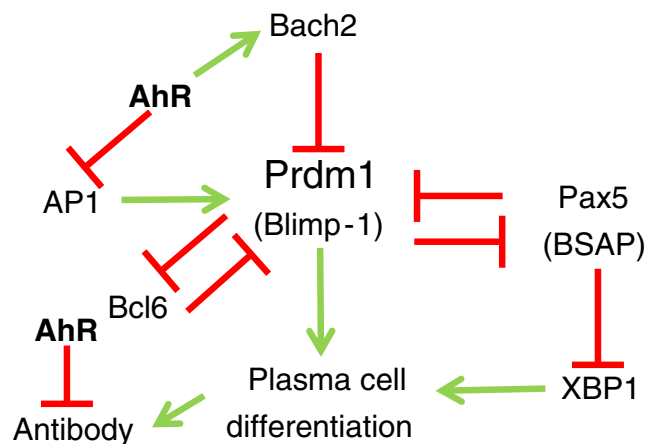 Bach2
AhR
Prdm1
AP1
(Blimp-1)
Pax5
(BSAP)
Bcl6
AhR
Plasma cell
differentiation
XBP1
Antibody